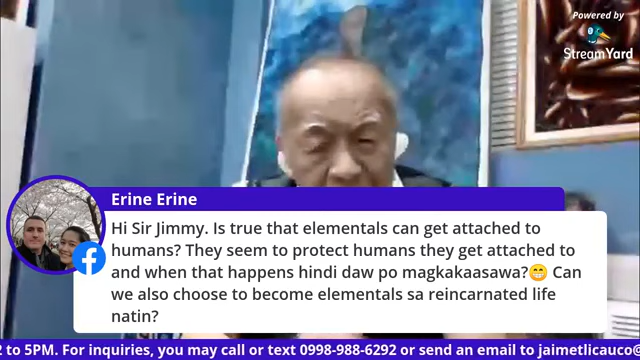 Powered by
StreamYard
Erine Erine
Hi Sir Jimmy. Is true that elementals can get attached to
humans? They seem to protect humans they get attached to
and when that happens hindi daw po magkakaasawa?😁 Can
we also choose to become elementals sa reincarnated life
natin?
2 to 5PM. For inquiries, you may call or text 0998-988-6292 or send an email to jaimetlicauco@